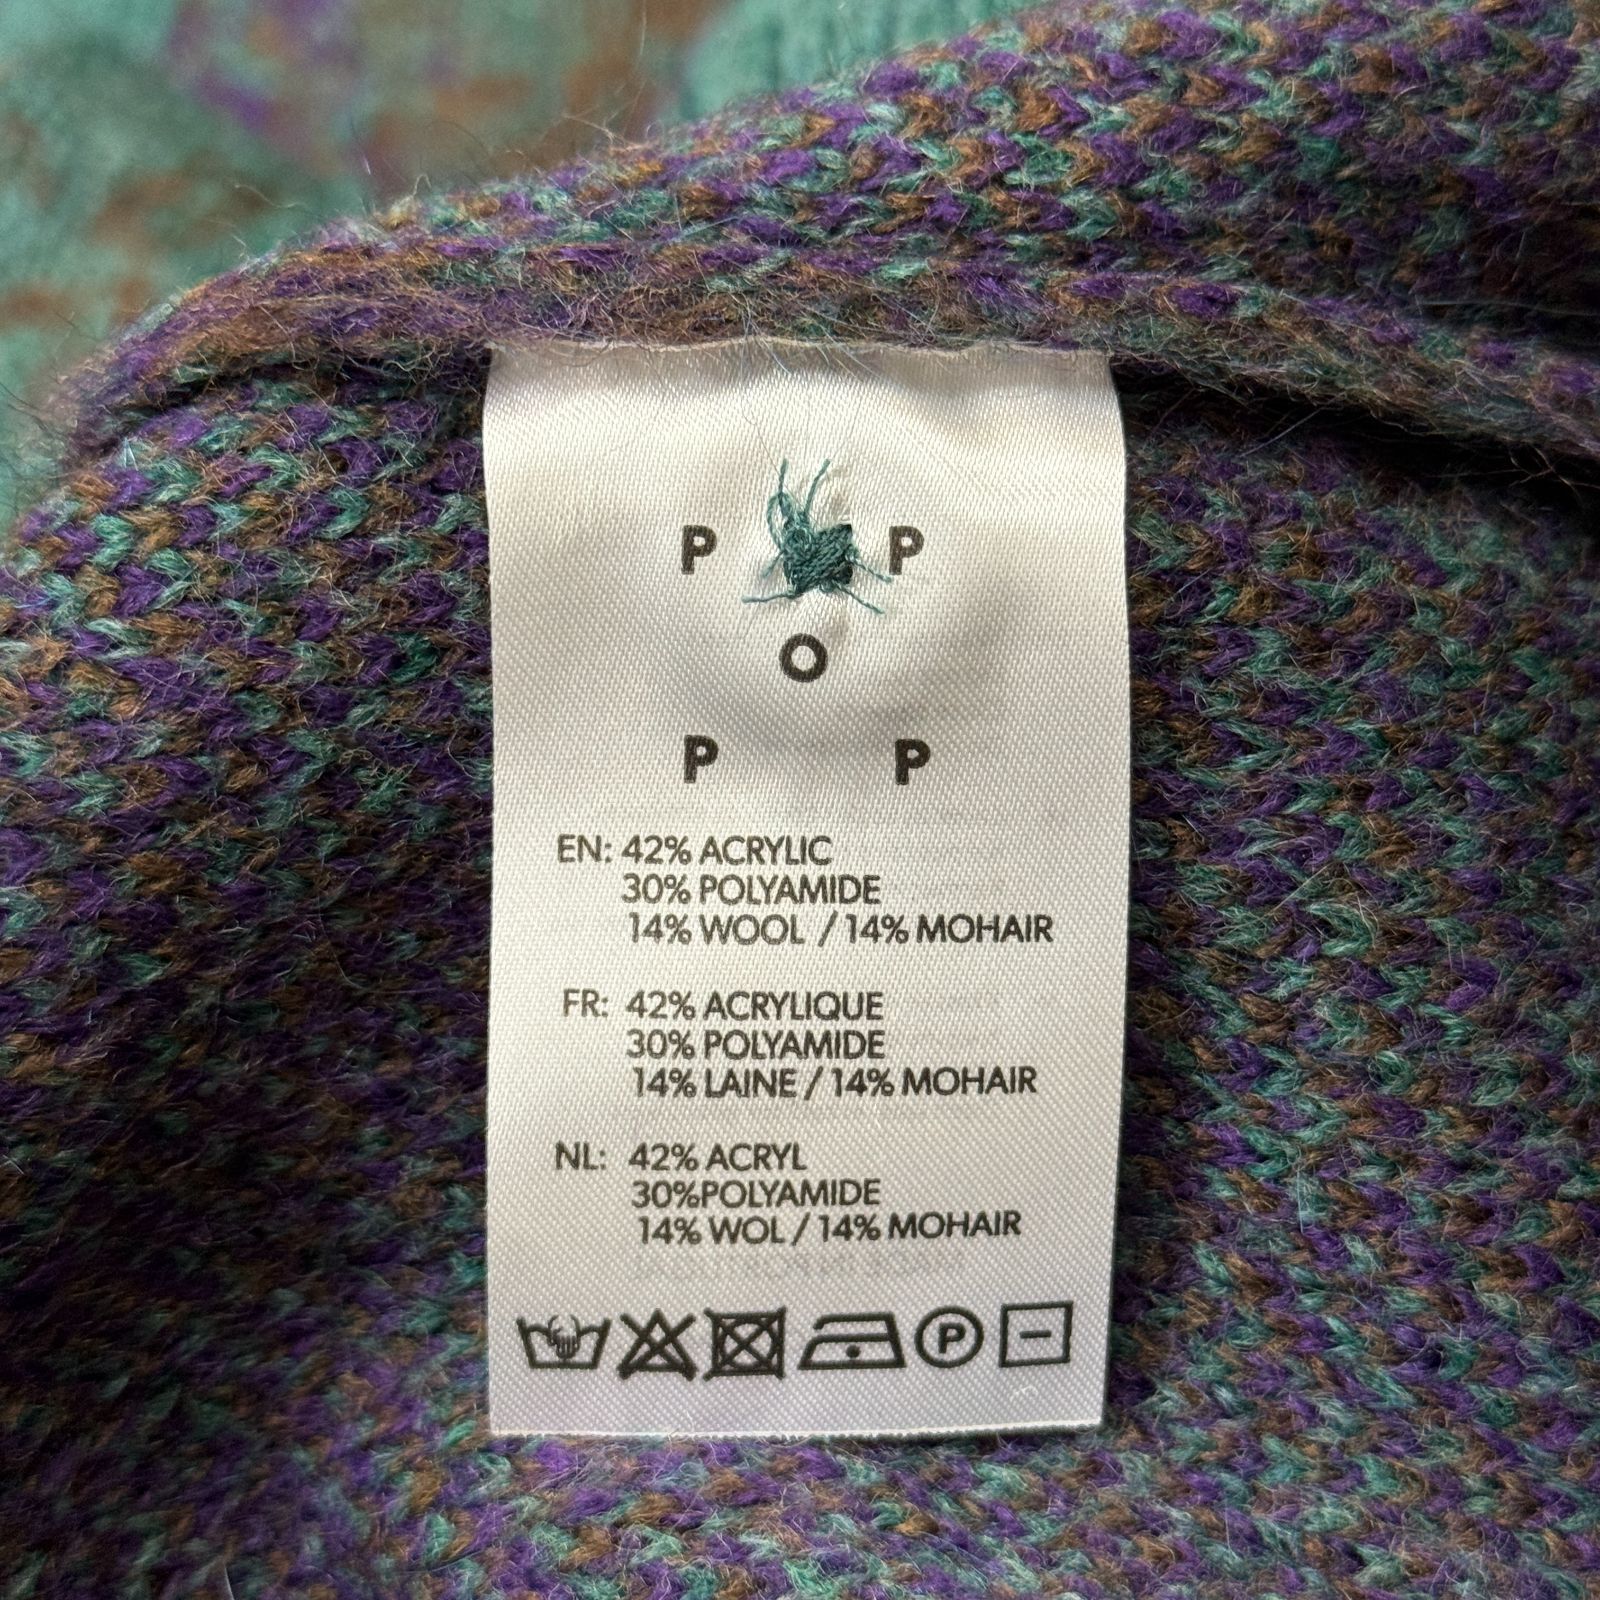 P P
O
P P
EN: 42% ACRYLIC
30% POLYAMIDE
14% WOOL / 14% MOHAIR
FR: 42% ACRYLIQUE
30% POLYAMIDE
14% LAINE / 14% MOHAIR
NL: 42% ACRYL
30%POLYAMIDE
14% WOL / 14% MOHAIR
P